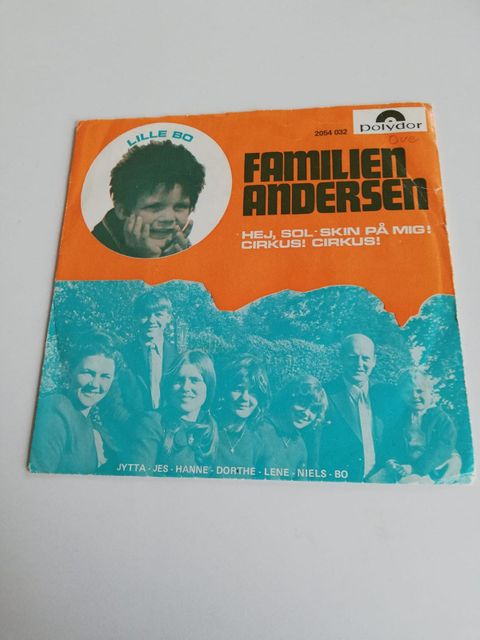 LILLE BO
2054 032
Polydor
Ove
FAMILIEN
ANDERSEN
HEJ, SOL - SKIN PÅ MIG!
CIRKUS! CIRKUS!
JYTTA - JES - HANNE - DORTHE - LENE - NIELS - BO